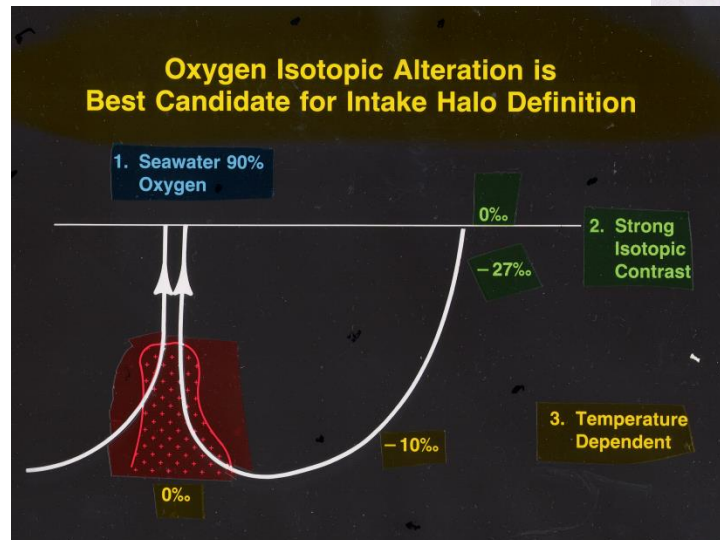 Oxygen Isotopic Alteration is
Best Candidate for Intake Halo Definition
1. Seawater 90%
Oxygen
0‰
2. Strong
Isotopic
Contrast
−27‰
3. Temperature
Dependent
−10‰
0‰